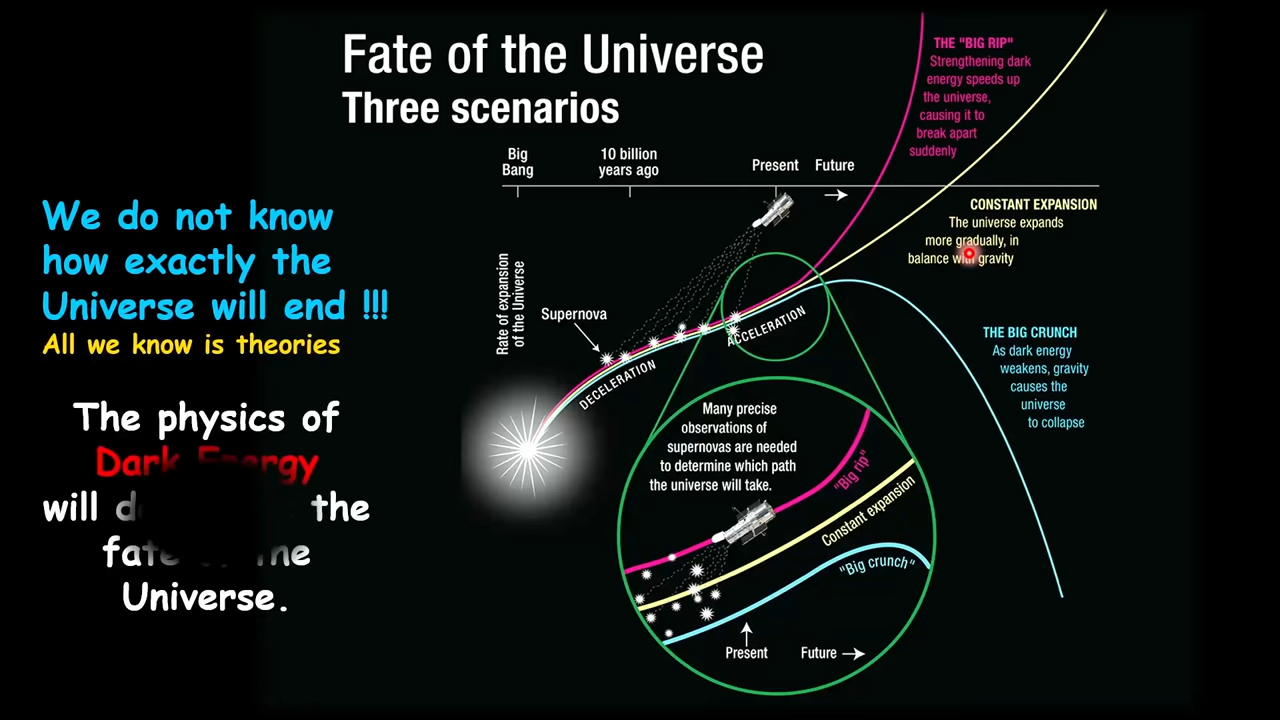 Fate of the Universe
Three scenarios
We do not know
how exactly the
Universe will end !!!
All we know is theories
The physics of
Dark Energy
will the
fate the
Universe.
Big
Bang
10 billion
years ago
Present
Future
Rate of expansion
of the Universe
Supernova
DECELERATION
ACCELERATION
THE "BIG RIP"
Strengthening dark
energy speeds up
the universe,
causing it to
break apart
suddenly
CONSTANT EXPANSION
The universe expands
more gradually, in
balance with gravity
THE BIG CRUNCH
As dark energy
weakens, gravity
causes the
universe
to collapse
Many precise
observations of
supernovas are needed
to determine which path
the universe will take.
"Big rip"
Constant expansion
"Big crunch"
Present
Future